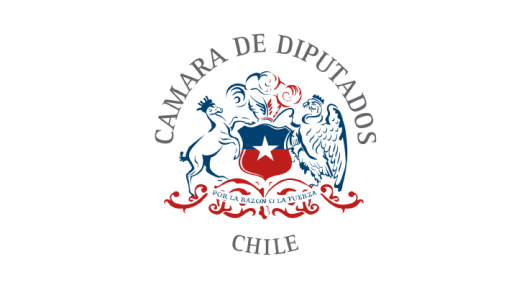 CAMARA DE DIPUTADOS
POR LA RAZON O LA FUERZA
CHILE